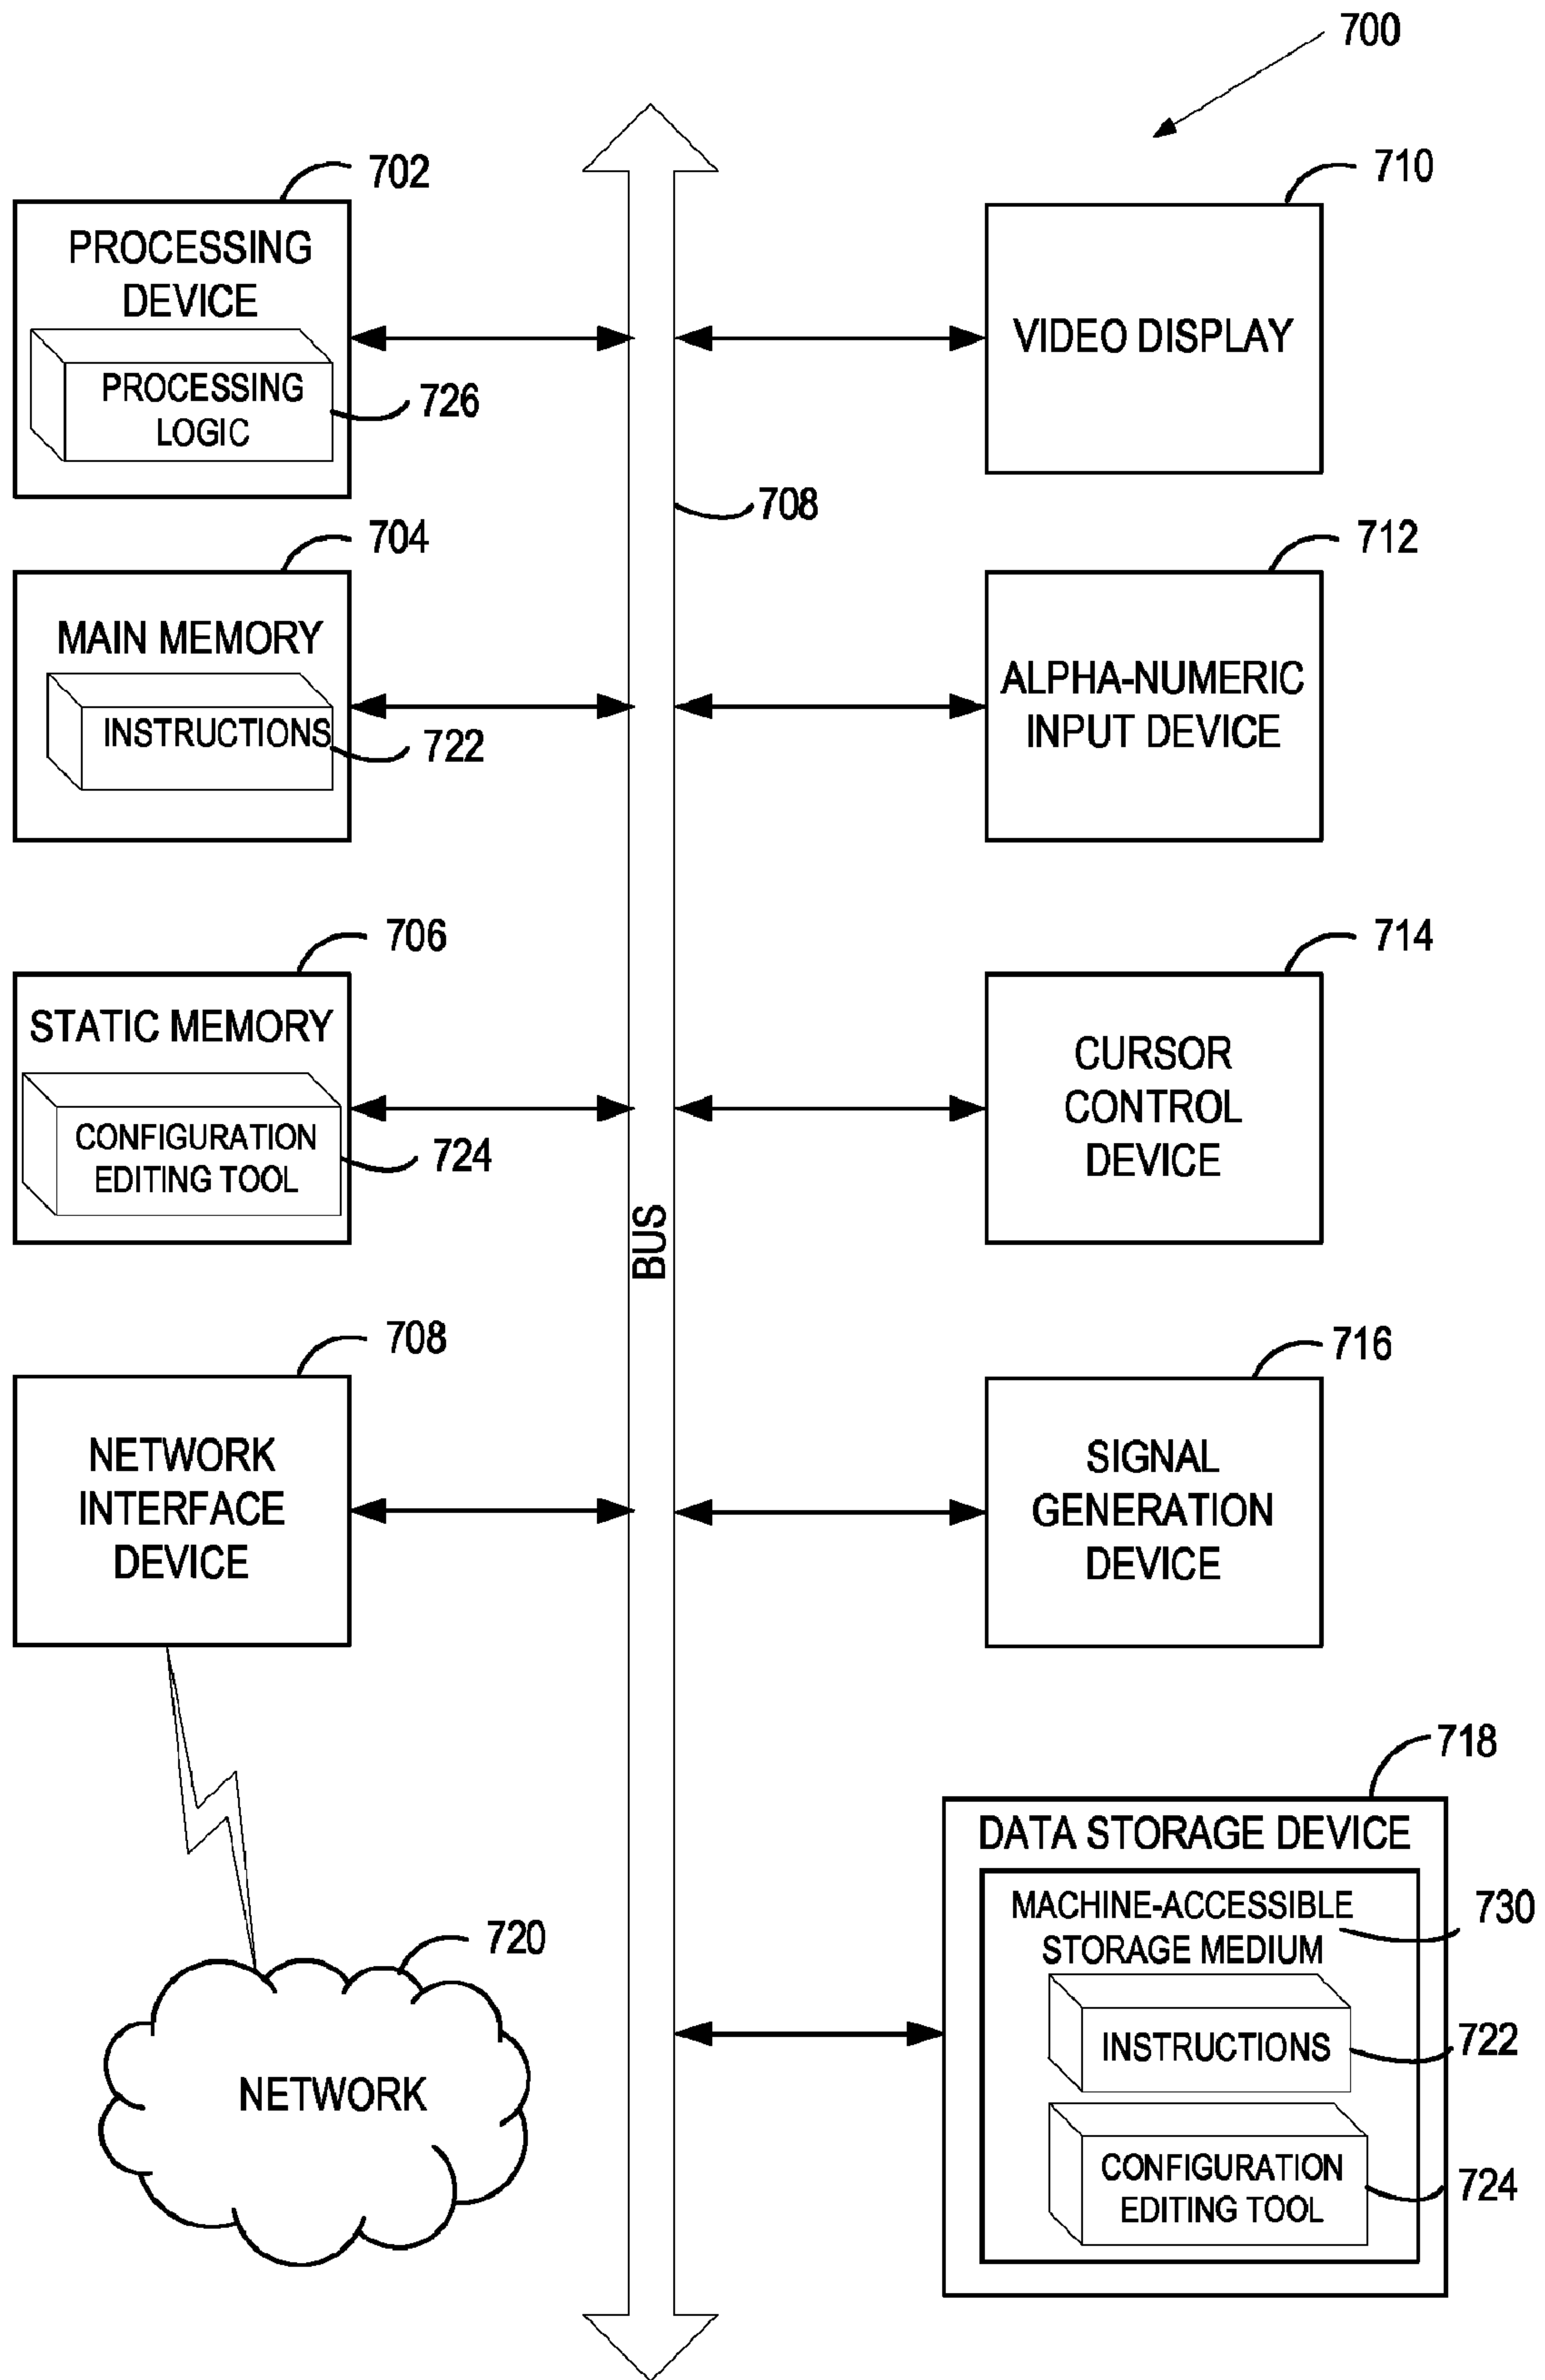 700
702
PROCESSING
DEVICE
PROCESSING
LOGIC
726
710
VIDEO DISPLAY
708
704
MAIN MEMORY
INSTRUCTIONS
722
712
ALPHA-NUMERIC
INPUT DEVICE
706
STATIC MEMORY
CONFIGURATION
EDITING TOOL
724
714
CURSOR
CONTROL
DEVICE
BUS
708
NETWORK
INTERFACE
DEVICE
716
SIGNAL
GENERATION
DEVICE
720
NETWORK
718
DATA STORAGE DEVICE
MACHINE-ACCESSIBLE
STORAGE MEDIUM
730
INSTRUCTIONS
722
CONFIGURATION
EDITING TOOL
724